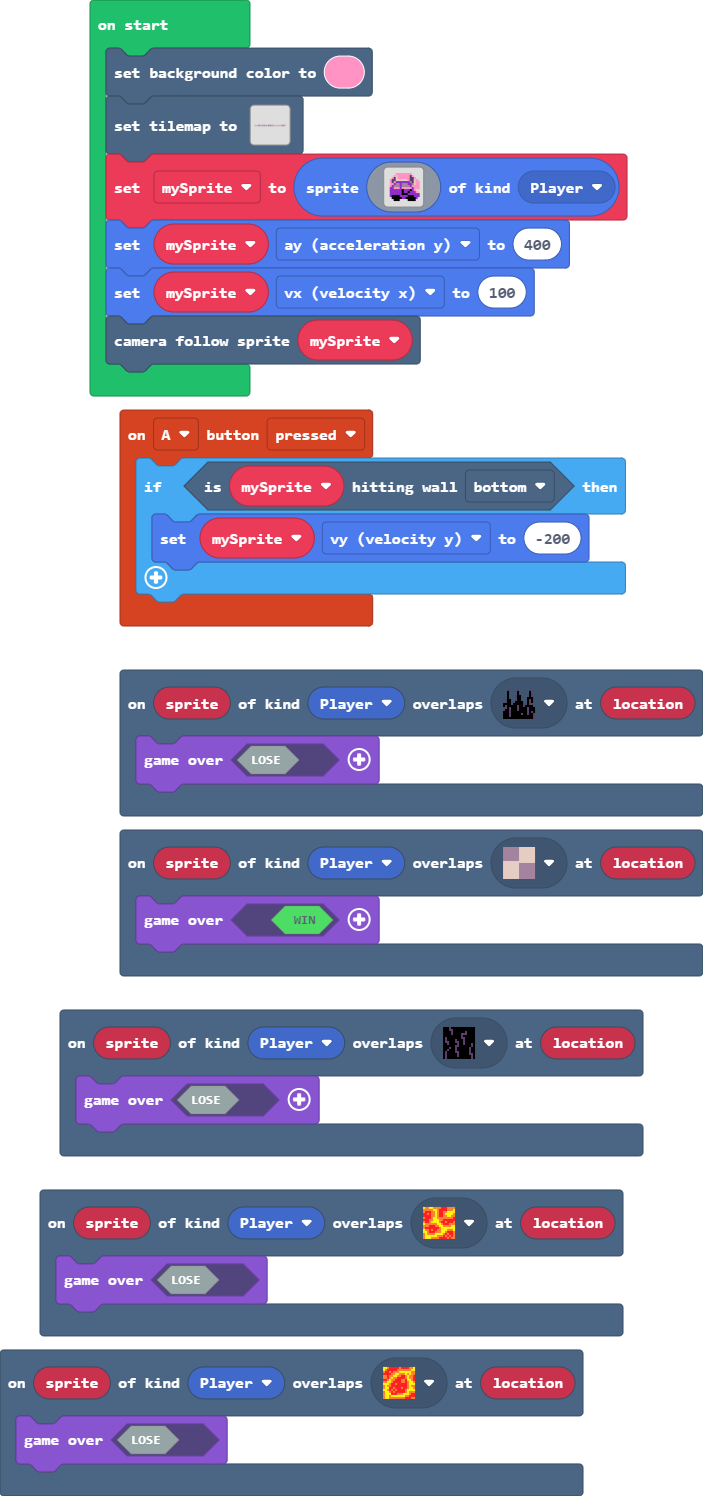 on start
set background color to
set tilemap to
set mySprite to sprite of kind Player
set mySprite ay (acceleration y) to 400
set mySprite vx (velocity x) to 100
camera follow sprite mySprite
on A button pressed
if is mySprite hitting wall bottom then
set mySprite vy (velocity y) to -200
on sprite of kind Player overlaps at location
game over LOSE
on sprite of kind Player overlaps at location
game over WIN
on sprite of kind Player overlaps at location
game over LOSE
on sprite of kind Player overlaps at location
game over LOSE
on sprite of kind Player overlaps at location
game over LOSE